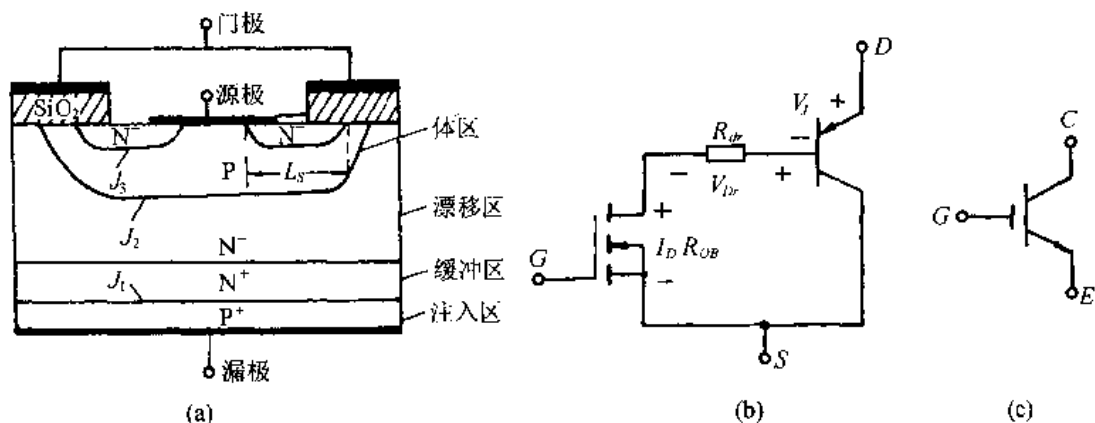 门极
源极
SiO₂
N⁻
N⁻
体区
P
L_S
J₃
J₂
漂移区
N⁻
J₁
N⁺
缓冲区
P⁺
注入区
漏极
(a)
D
V_J
+
−
R_dr
−
V_Dr
+
+
I_D R_OB
−
G
S
(b)
C
G
E
(c)